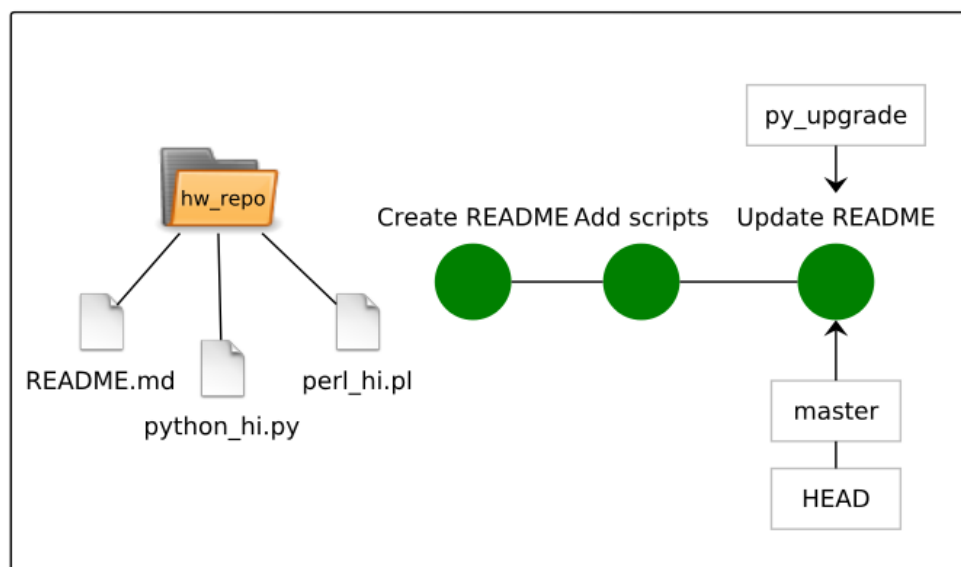 hw_repo
README.md
python_hi.py
perl_hi.pl
py_upgrade
Create README
Add scripts
Update README
master
HEAD